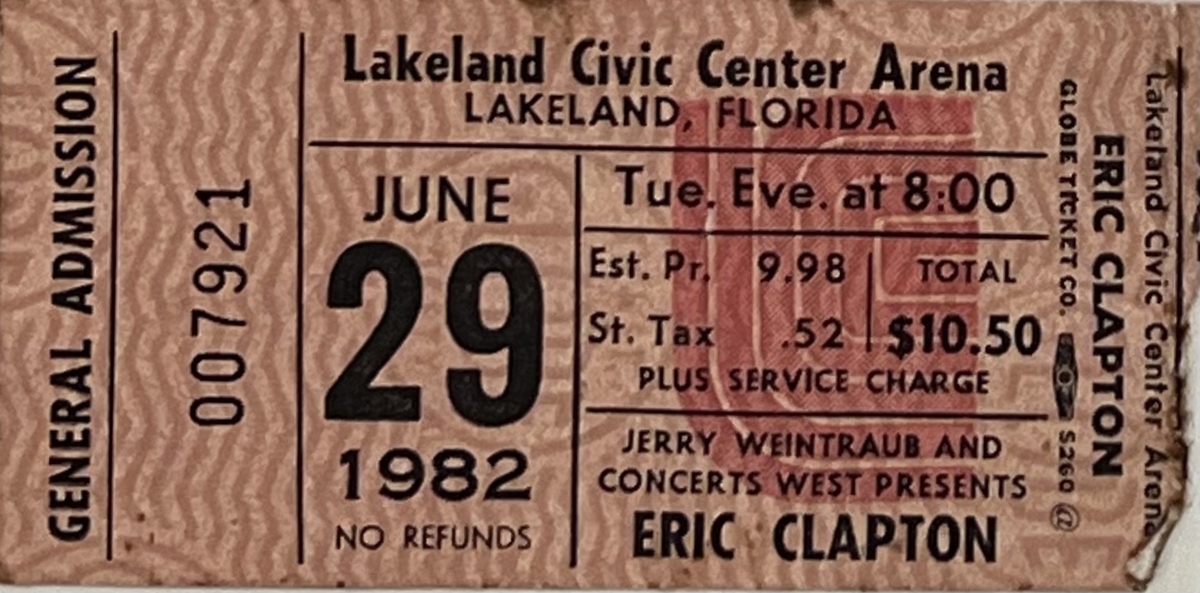 GENERAL ADMISSION
007921
Lakeland Civic Center Arena
LAKELAND, FLORIDA
JUNE
29
1982
NO REFUNDS
Tue. Eve. at 8:00
Est. Pr. 9.98
St. Tax .52
TOTAL
$10.50
PLUS SERVICE CHARGE
JERRY WEINTRAUB AND
CONCERTS WEST PRESENTS
ERIC CLAPTON
Lakeland Civic Center Arena
ERIC CLAPTON
GLOBE TICKET CO. S260 @